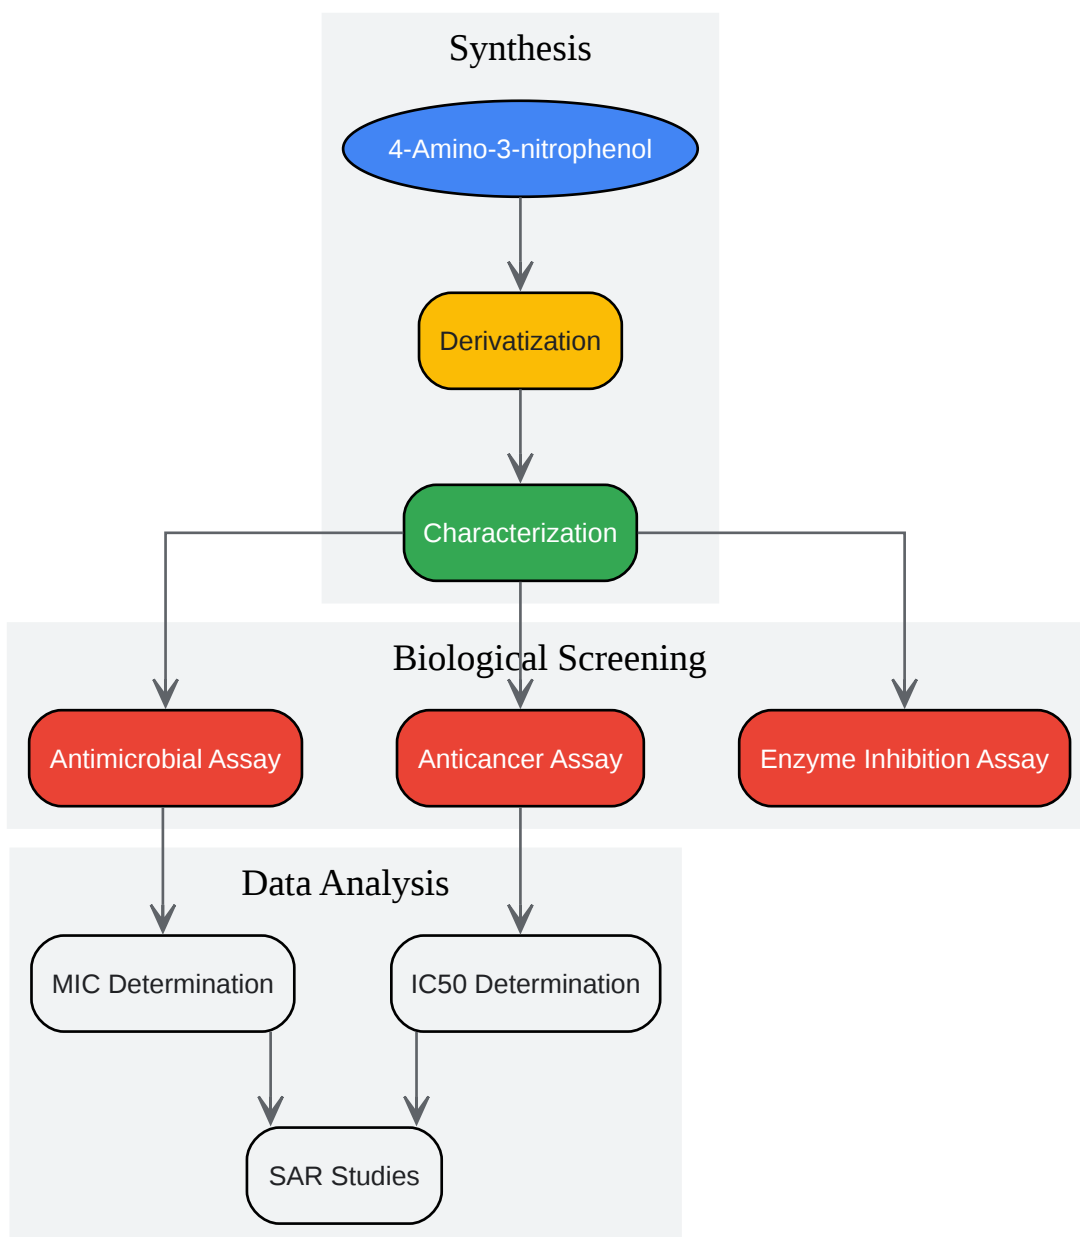 Synthesis
4-Amino-3-nitrophenol
Derivatization
Characterization
Biological Screening
Antimicrobial Assay
Anticancer Assay
Enzyme Inhibition Assay
Data Analysis
MIC Determination
IC50 Determination
SAR Studies